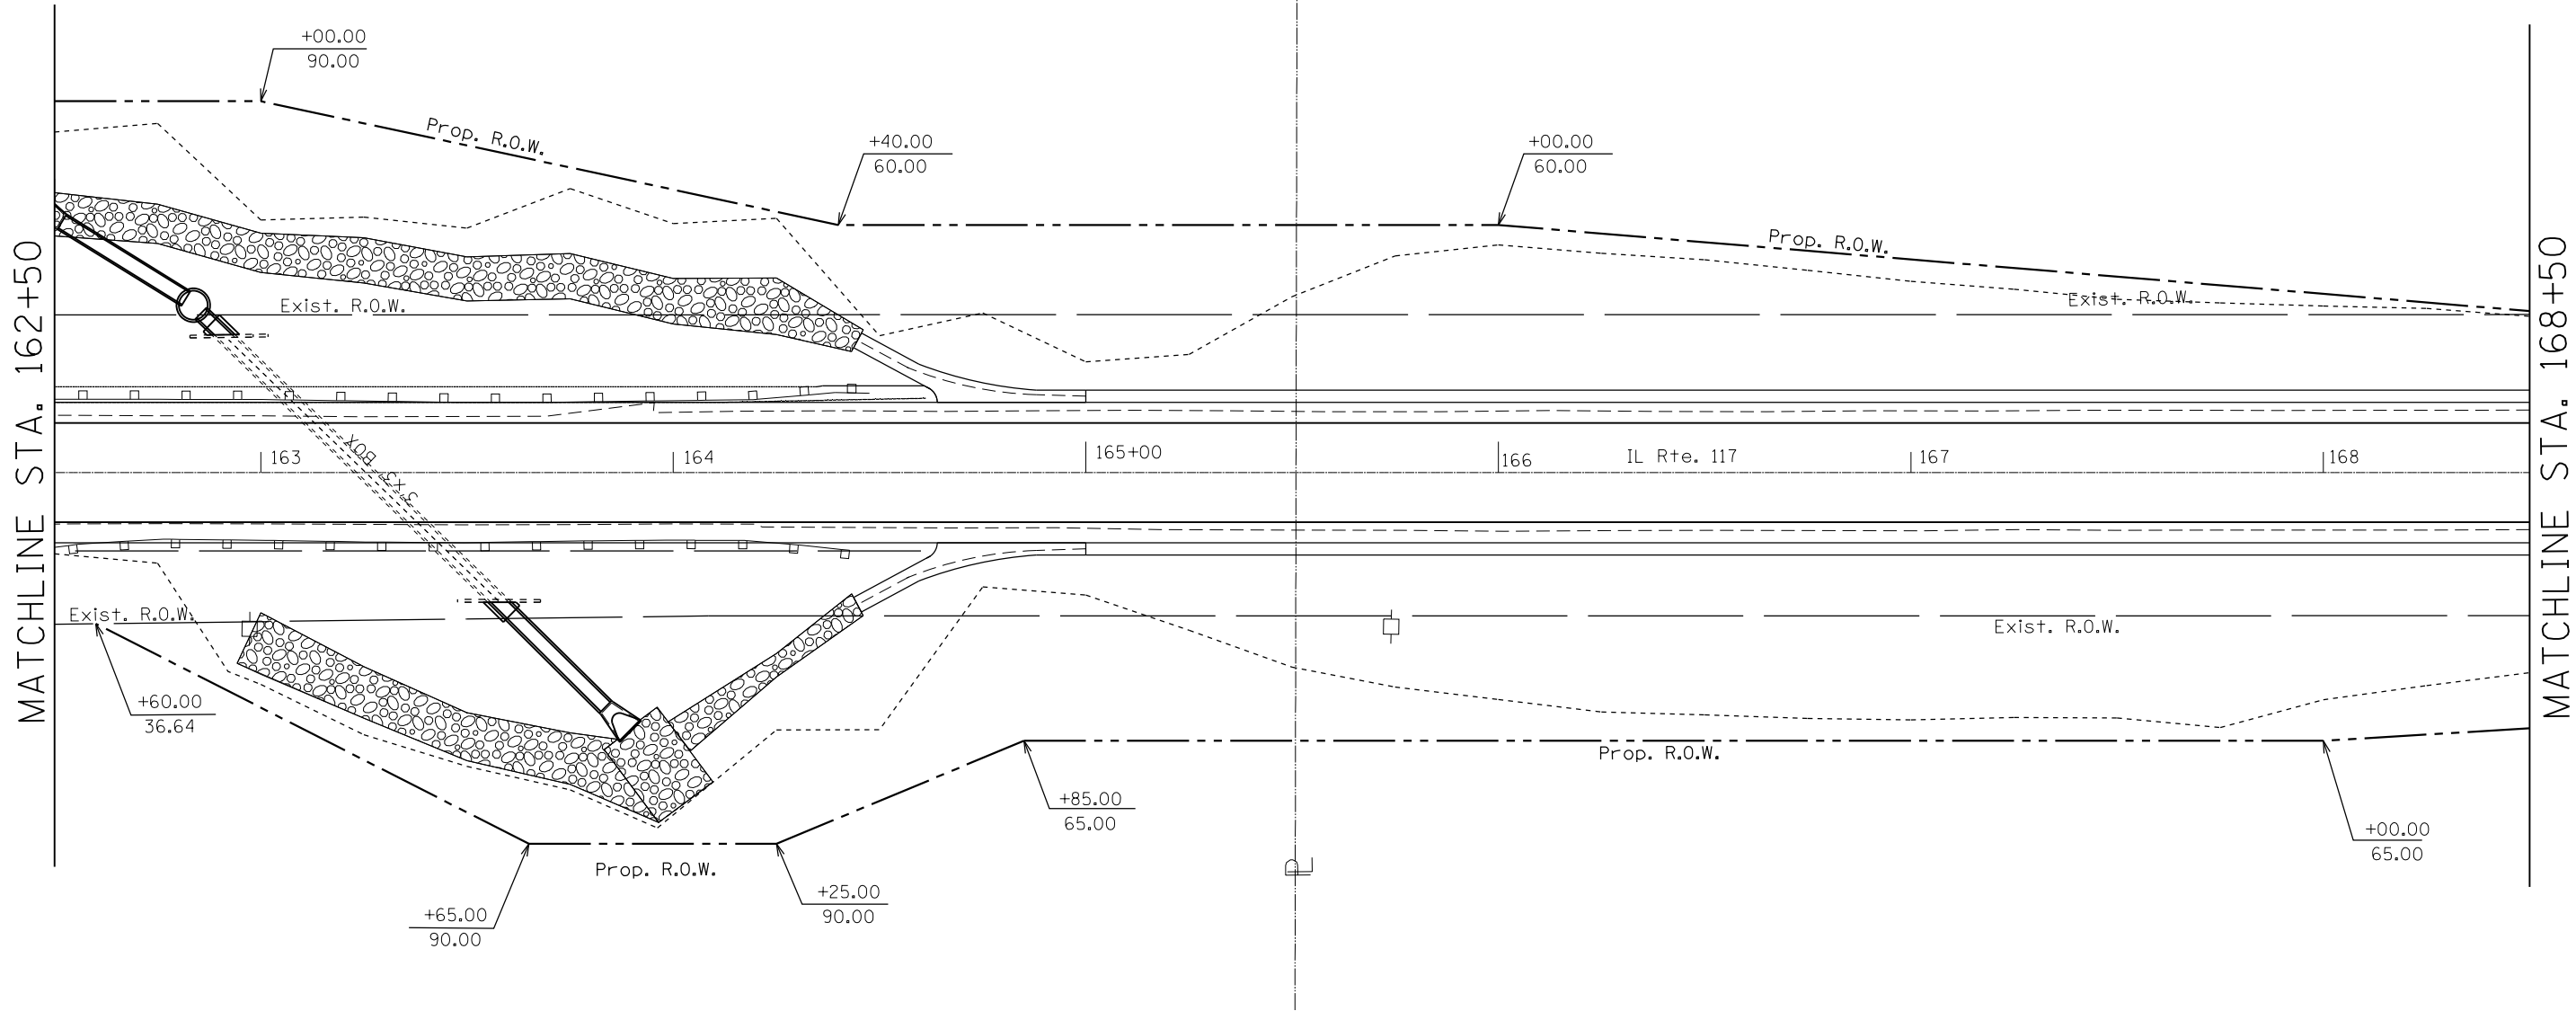 +00.00
90.00
Prop. R.O.W.
+40.00
60.00
+00.00
60.00
Prop. R.O.W.
MATCHLINE STA. 162+50
MATCHLINE STA. 168+50
Exist. R.O.W.
Exist. R.O.W.
3'x3' BOX
163
164
165+00
166
IL Rte. 117
167
168
Exist. R.O.W.
Exist. R.O.W.
+60.00
36.64
Prop. R.O.W.
+85.00
65.00
+00.00
65.00
Prop. R.O.W.
P
+25.00
90.00
+65.00
90.00